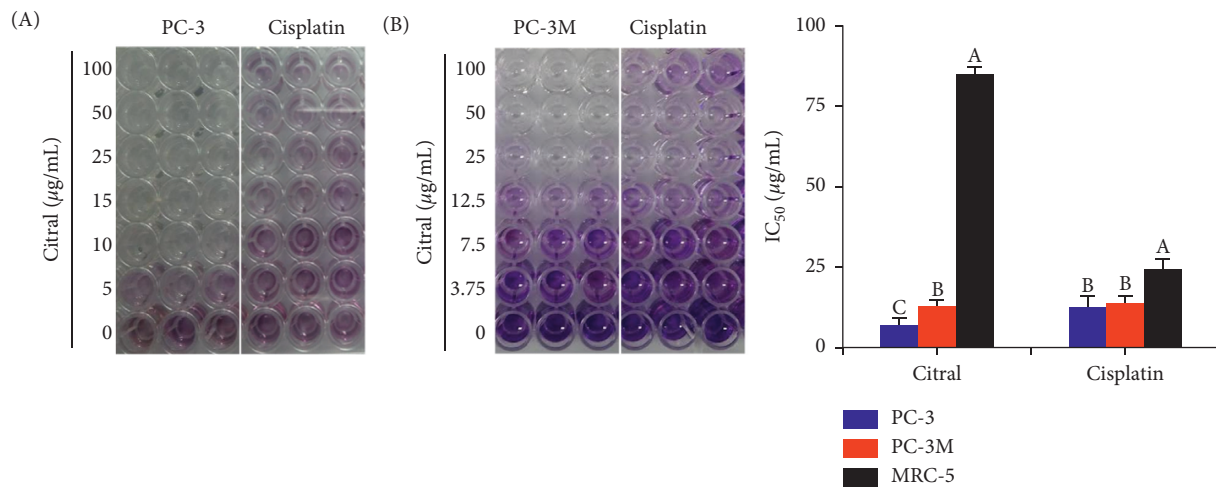 (A)
PC-3 Cisplatin
Citral (µg/mL)
100
50
25
15
10
5
0
(B)
PC-3M Cisplatin
Citral (µg/mL)
100
50
25
12.5
7.5
3.75
0
IC50 (µg/mL)
100
75
50
25
0
C B A
B B A
Citral Cisplatin
PC-3
PC-3M
MRC-5